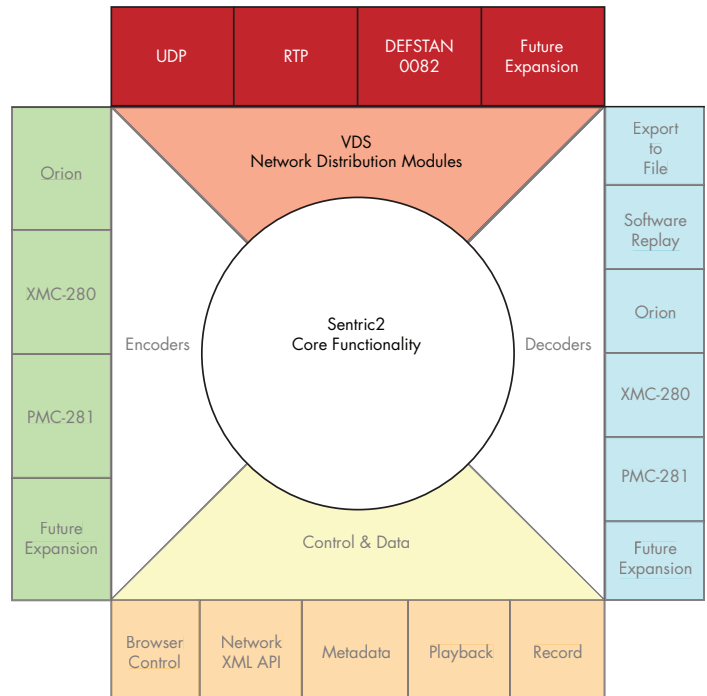 UDP
RTP
DEFSTAN
0082
Future
Expansion
VDS
Network Distribution Modules
Orion
XMC-280
PMC-281
Future
Expansion
Encoders
Sentric2
Core Functionality
Decoders
Export
to
File
Software
Replay
Orion
XMC-280
PMC-281
Future
Expansion
Control & Data
Browser
Control
Network
XML API
Metadata
Playback
Record